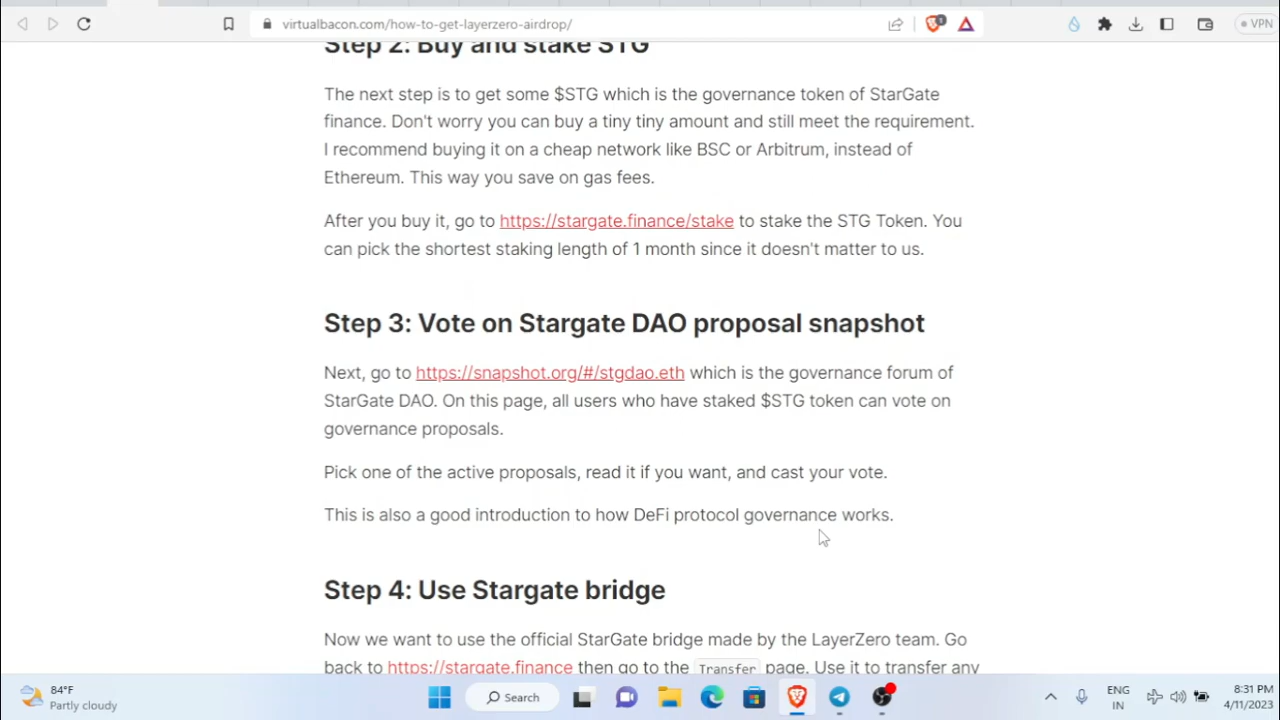 virtualbacon.com/how-to-get-layerzero-airdrop/
1
VPN
Step 2: Buy and stake STG
The next step is to get some $STG which is the governance token of StarGate
finance. Don't worry you can buy a tiny tiny amount and still meet the requirement.
I recommend buying it on a cheap network like BSC or Arbitrum, instead of
Ethereum. This way you save on gas fees.
After you buy it, go to https://stargate.finance/stake to stake the STG Token. You
can pick the shortest staking length of 1 month since it doesn't matter to us.
Step 3: Vote on Stargate DAO proposal snapshot
Next, go to https://snapshot.org/#/stgdao.eth which is the governance forum of
StarGate DAO. On this page, all users who have staked $STG token can vote on
governance proposals.
Pick one of the active proposals, read it if you want, and cast your vote.
This is also a good introduction to how DeFi protocol governance works.
Step 4: Use Stargate bridge
Now we want to use the official StarGate bridge made by the LayerZero team. Go
back to https://stargate.finance then go to the Transfer page. Use it to transfer any
84°F
Partly cloudy
Search
ENG
IN
8:31 PM
4/11/2023